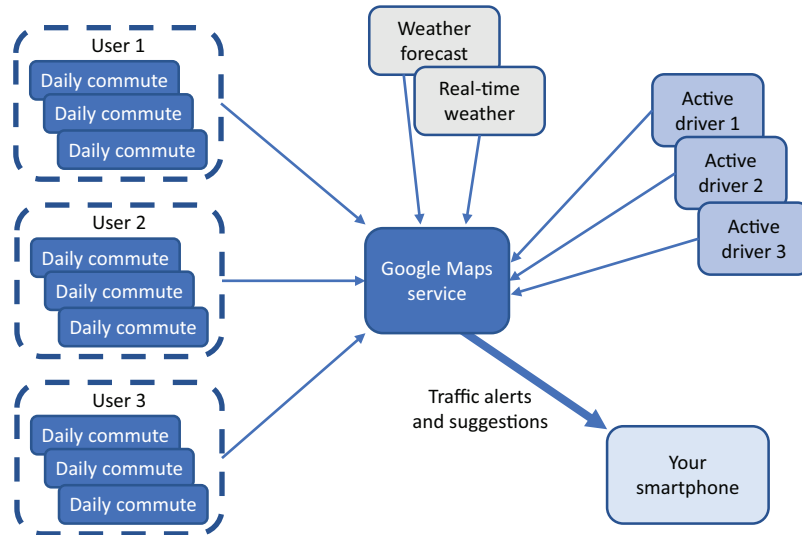 User 1
Daily commute
Daily commute
Daily commute
User 2
Daily commute
Daily commute
Daily commute
User 3
Daily commute
Daily commute
Daily commute
Weather
forecast
Real-time
weather
Google Maps
service
Active
driver 1
Active
driver 2
Active
driver 3
Traffic alerts
and suggestions
Your
smartphone